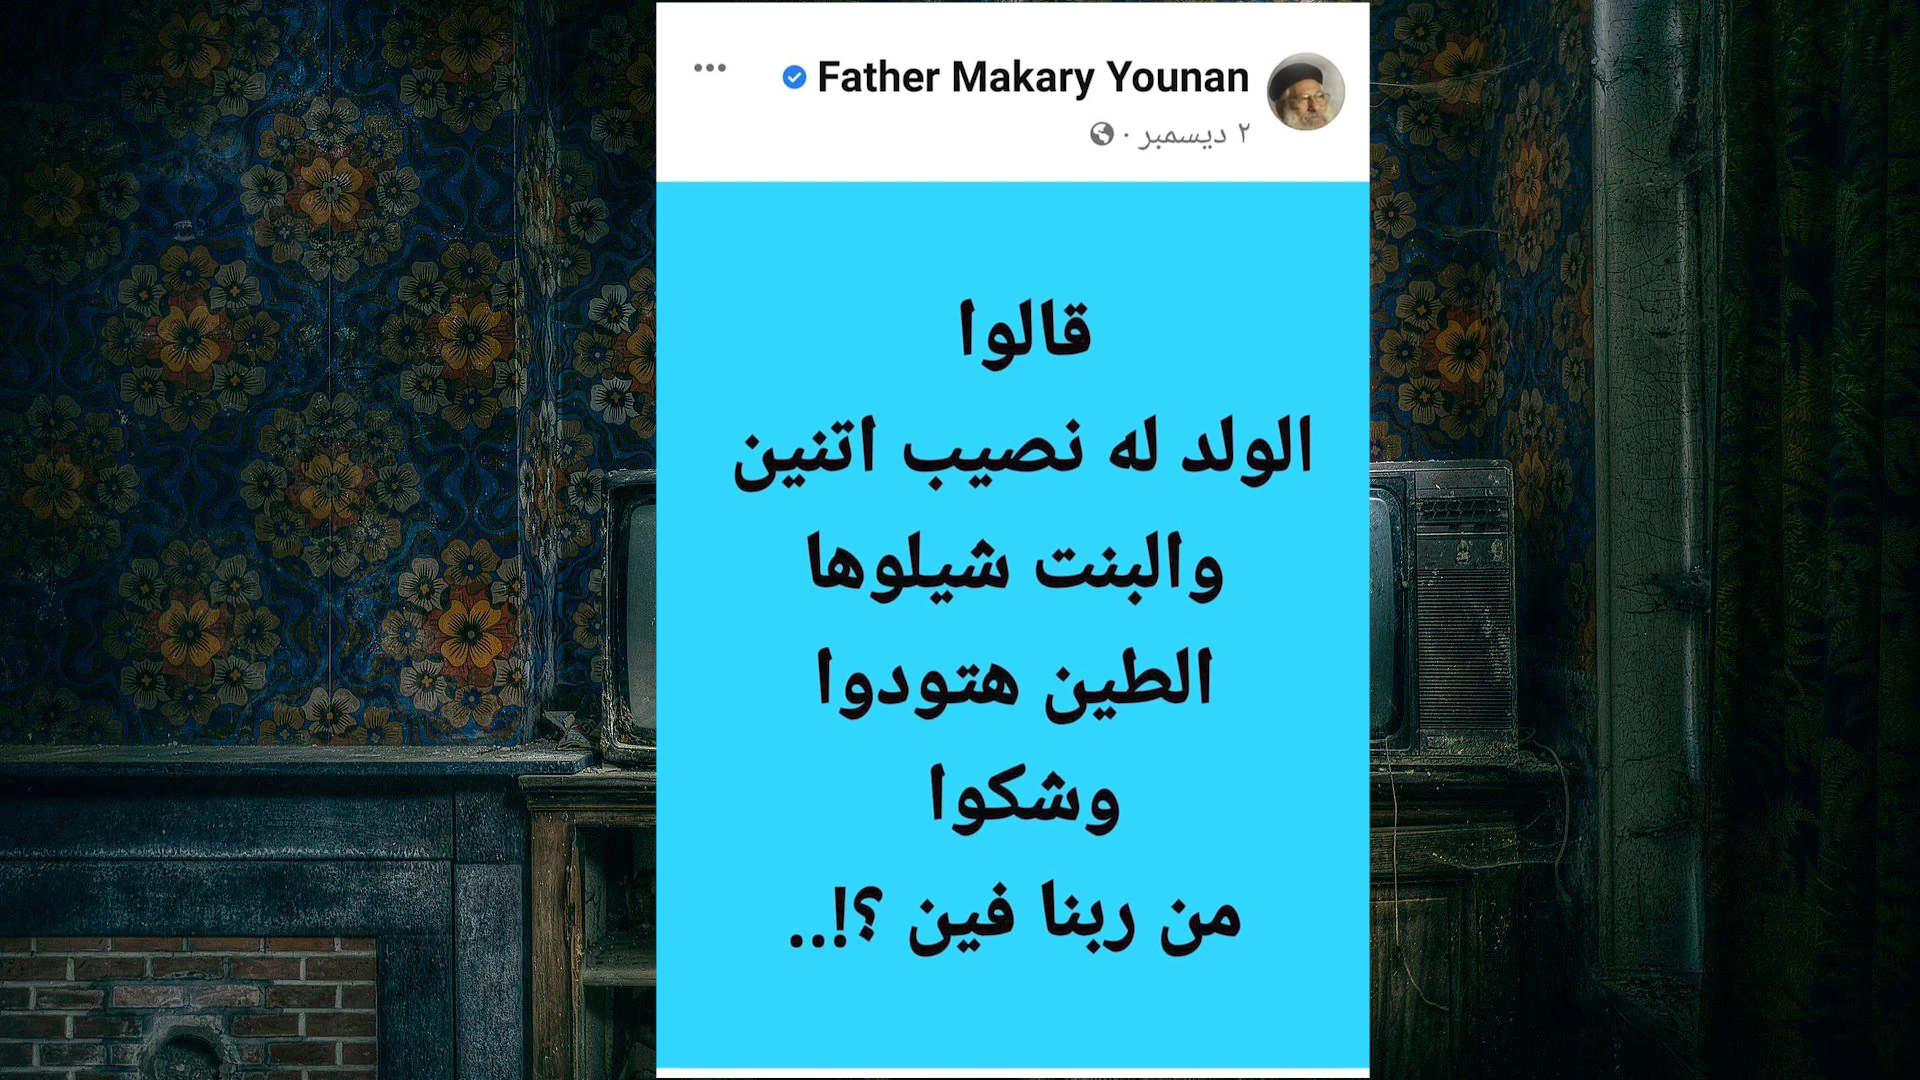 Father Makary Younan
٢ ديسمبر ·
قالوا
الولد له نصيب اتنين
والبنت شيلوها
الطين هتودوا
وشكوا
من ربنا فين ؟!..